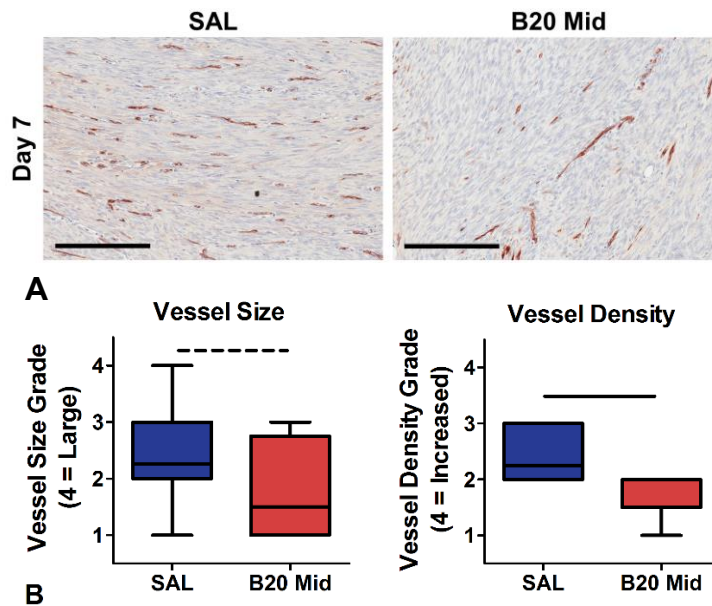 SAL
B20 Mid
Day 7
A
Vessel Size
Vessel Size Grade
(4 = Large)
4
3
2
1
SAL
B20 Mid
Vessel Density
Vessel Density Grade
(4 = Increased)
4
3
2
1
SAL
B20 Mid
B